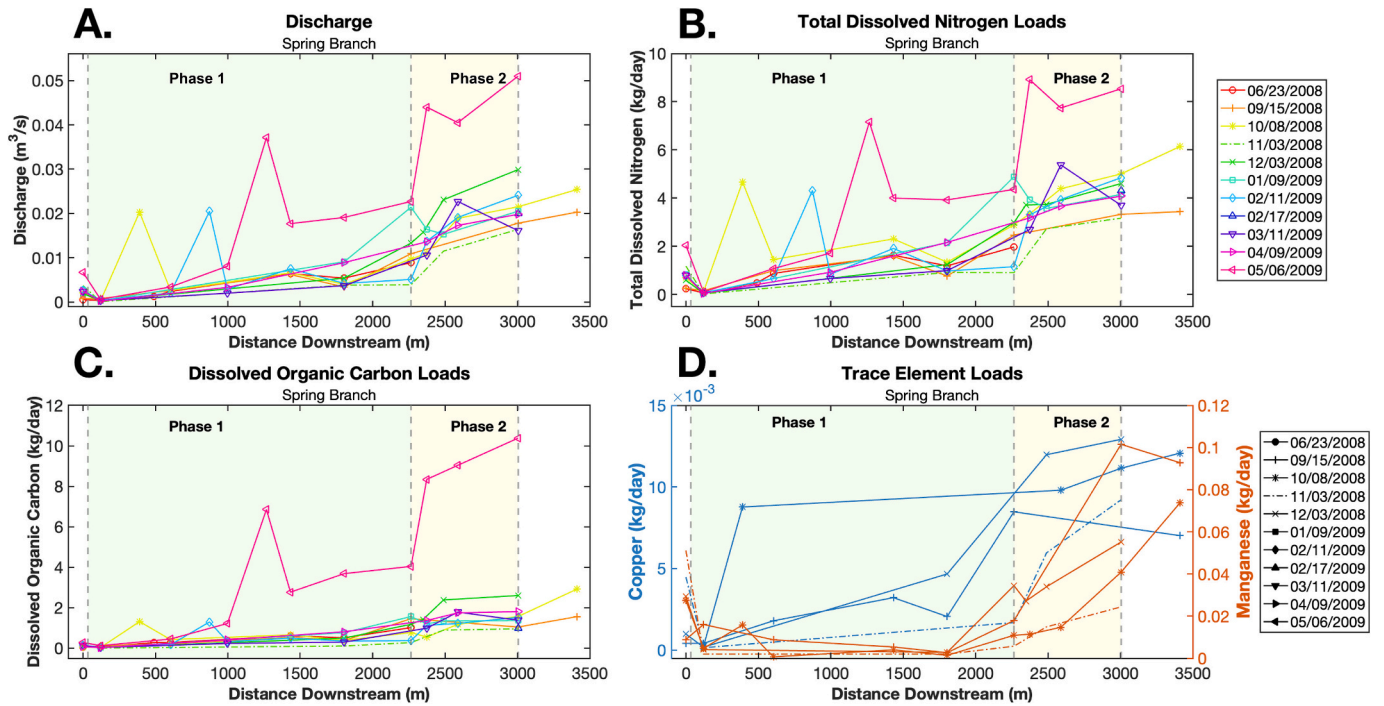 A.
Discharge
Spring Branch
Phase 1
Phase 2
0.05
0.04
0.03
0.02
0.01
0
Discharge (m³/s)
0 500 1000 1500 2000 2500 3000 3500
Distance Downstream (m)
B.
Total Dissolved Nitrogen Loads
Spring Branch
Phase 1
Phase 2
10
8
6
4
2
0
Total Dissolved Nitrogen (kg/day)
0 500 1000 1500 2000 2500 3000 3500
Distance Downstream (m)
06/23/2008
09/15/2008
10/08/2008
11/03/2008
12/03/2008
01/09/2009
02/11/2009
02/17/2009
03/11/2009
04/09/2009
05/06/2009
C.
Dissolved Organic Carbon Loads
Spring Branch
Phase 1
Phase 2
12
10
8
6
4
2
0
Dissolved Organic Carbon (kg/day)
0 500 1000 1500 2000 2500 3000 3500
Distance Downstream (m)
D.
Trace Element Loads
Spring Branch
×10⁻³
Phase 1
Phase 2
15
10
5
0
Copper (kg/day)
0.12
0.1
0.08
0.06
0.04
0.02
0
Manganese (kg/day)
0 500 1000 1500 2000 2500 3000 3500
Distance Downstream (m)
06/23/2008
09/15/2008
10/08/2008
11/03/2008
12/03/2008
01/09/2009
02/11/2009
02/17/2009
03/11/2009
04/09/2009
05/06/2009